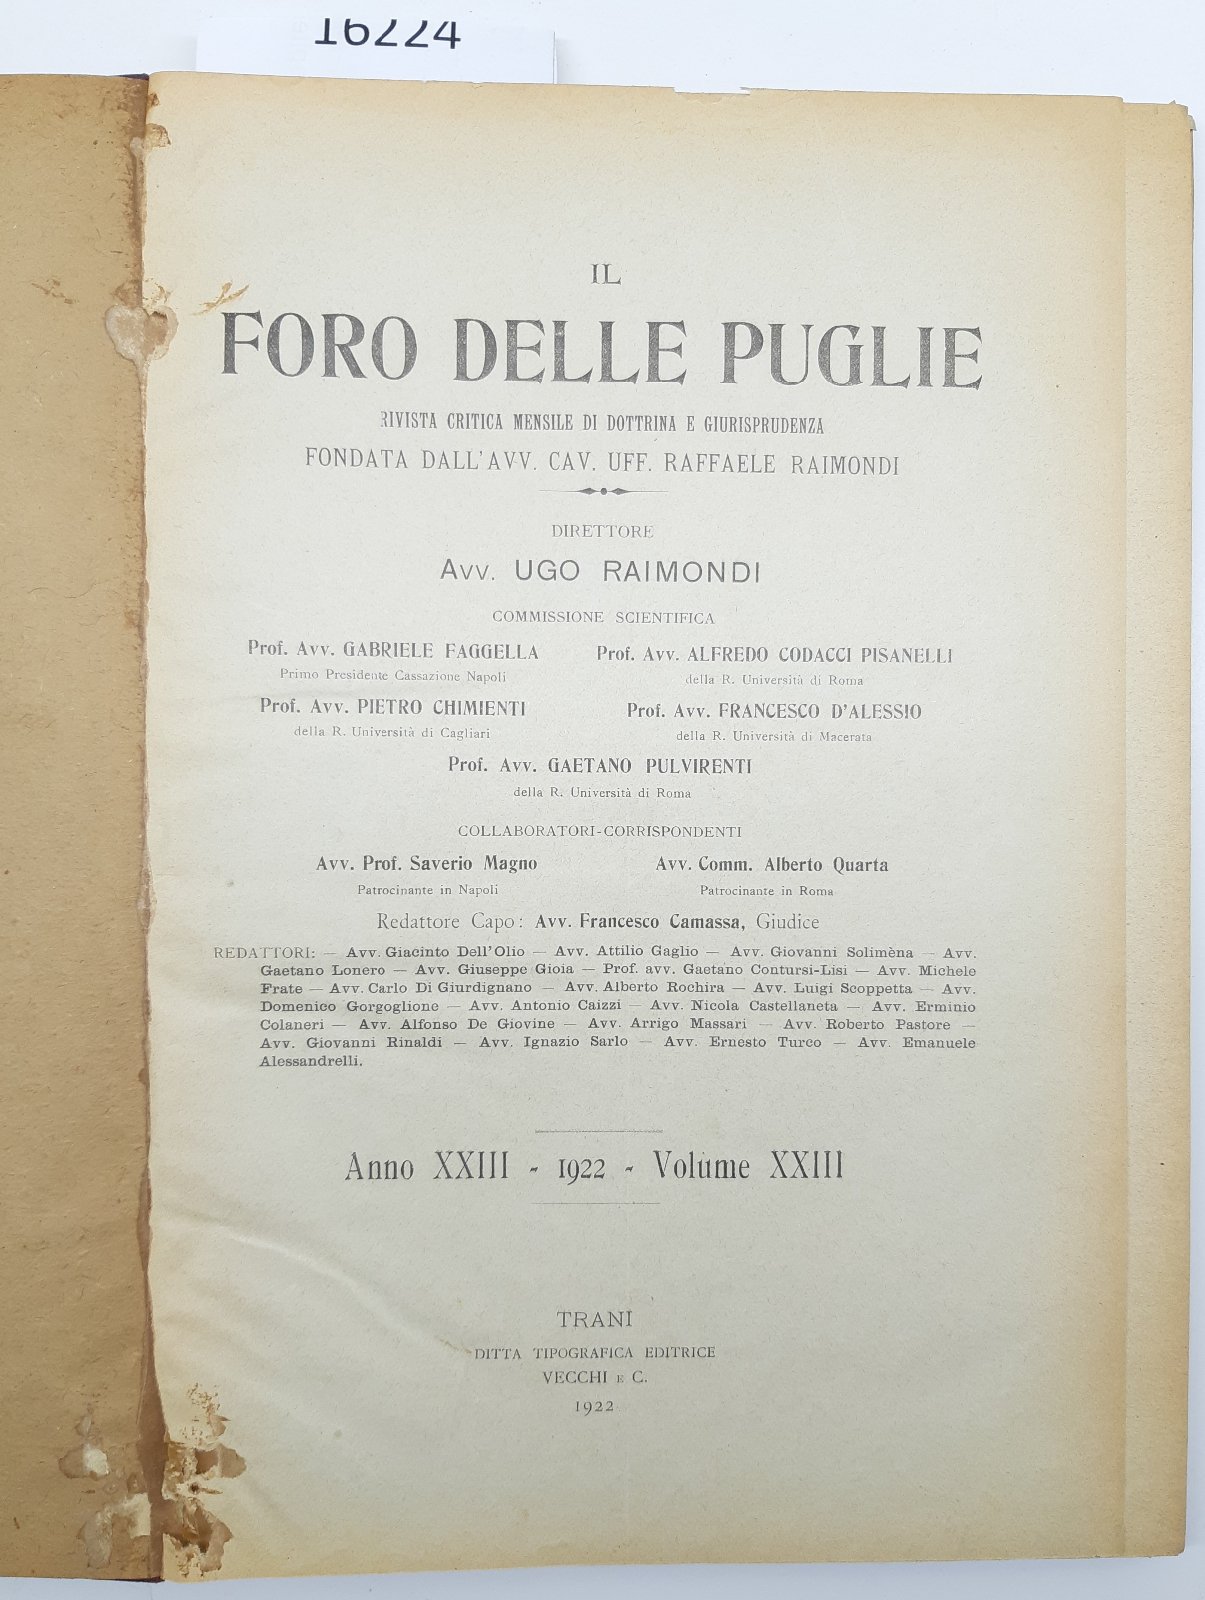 16224
IL
FORO DELLE PUGLIE
RIVISTA CRITICA MENSILE DI DOTTRINA E GIURISPRUDENZA
FONDATA DALL'AVV. CAV. UFF. RAFFAELE RAIMONDI
DIRETTORE
AVV. UGO RAIMONDI
COMMISSIONE SCIENTIFICA
Prof. Avv. GABRIELE FAGGELLA
Primo Presidente Cassazione Napoli
Prof. Avv. ALFREDO CODACCI PISANELLI
della R. Università di Roma
Prof. Avv. PIETRO CHIMIENTI
della R. Università di Cagliari
Prof. Avv. FRANCESCO D'ALESSIO
della R. Università di Macerata
Prof. Avv. GAETANO PULVIRENTI
della R. Università di Roma
COLLABORATORI-CORRISPONDENTI
Avv. Prof. Saverio Magno
Patrocinante in Napoli
Avv. Comm. Alberto Quarta
Patrocinante in Roma
Redattore Capo: Avv. Francesco Camassa, Giudice
REDATTORI: — Avv. Giacinto Dell'Olio — Avv. Attilio Gaglio — Avv. Giovanni Solimèna — Avv.
Gaetano Lonero — Avv. Giuseppe Gioia — Prof. avv. Gaetano Contursi-Lisi — Avv. Michele
Frate — Avv. Carlo Di Giurdignano — Avv. Alberto Rochira — Avv. Luigi Scoppetta — Avv.
Domenico Gorgoglione — Avv. Antonio Caizzi — Avv. Nicola Castellaneta — Avv. Erminio
Colaneri — Avv. Alfonso De Giovine — Avv. Arrigo Massari — Avv. Roberto Pastore —
Avv. Giovanni Rinaldi — Avv. Ignazio Sarlo — Avv. Ernesto Turco — Avv. Emanuele
Alessandrelli.
Anno XXIII - 1922 - Volume XXIII
TRANI
DITTA TIPOGRAFICA EDITRICE
VECCHI E C.
1922